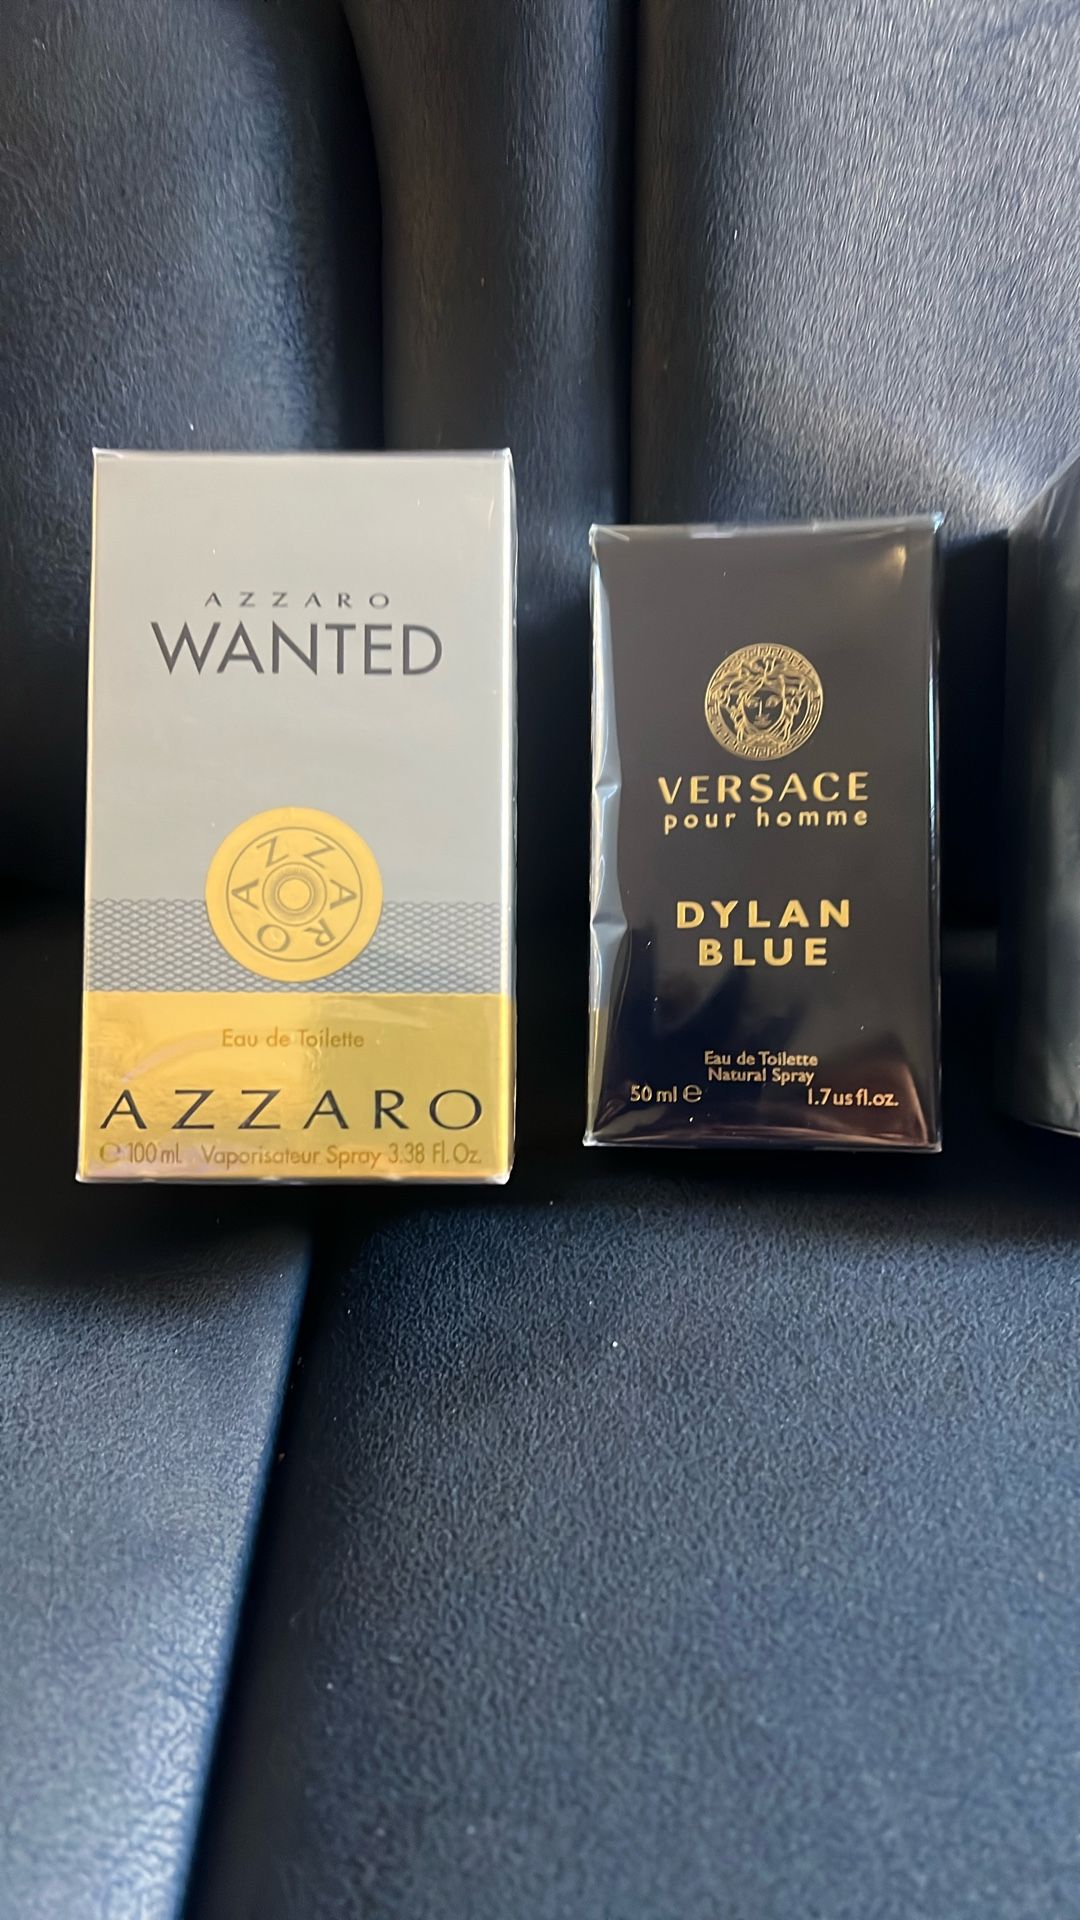 AZZARO
WANTED
AZZARO
Eau de Toilette
AZZARO
e 100 ml Vaporisateur Spray 3.38 Fl. Oz.
VERSACE
pour homme
DYLAN
BLUE
Eau de Toilette
Natural Spray
50 ml e 1.7 us fl.oz.